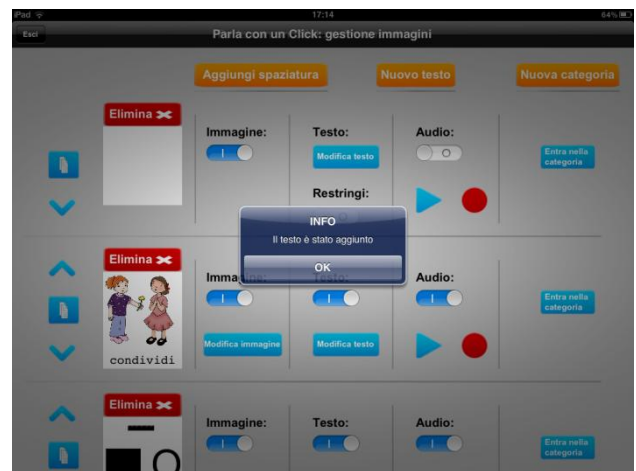 iPad 17:14 64%
Esci Parla con un Click: gestione immagini
Aggiungi spaziatura Nuovo testo Nuova categoria
Elimina
Immagine: Testo: Audio:
Modifica testo
Entra nella categoria
Restringi:
INFO
Il testo è stato aggiunto
OK
Elimina
Immagine: Testo: Audio:
Entra nella categoria
condividi
Modifica immagine Modifica testo
Elimina
Immagine: Testo: Audio:
Entra nella categoria